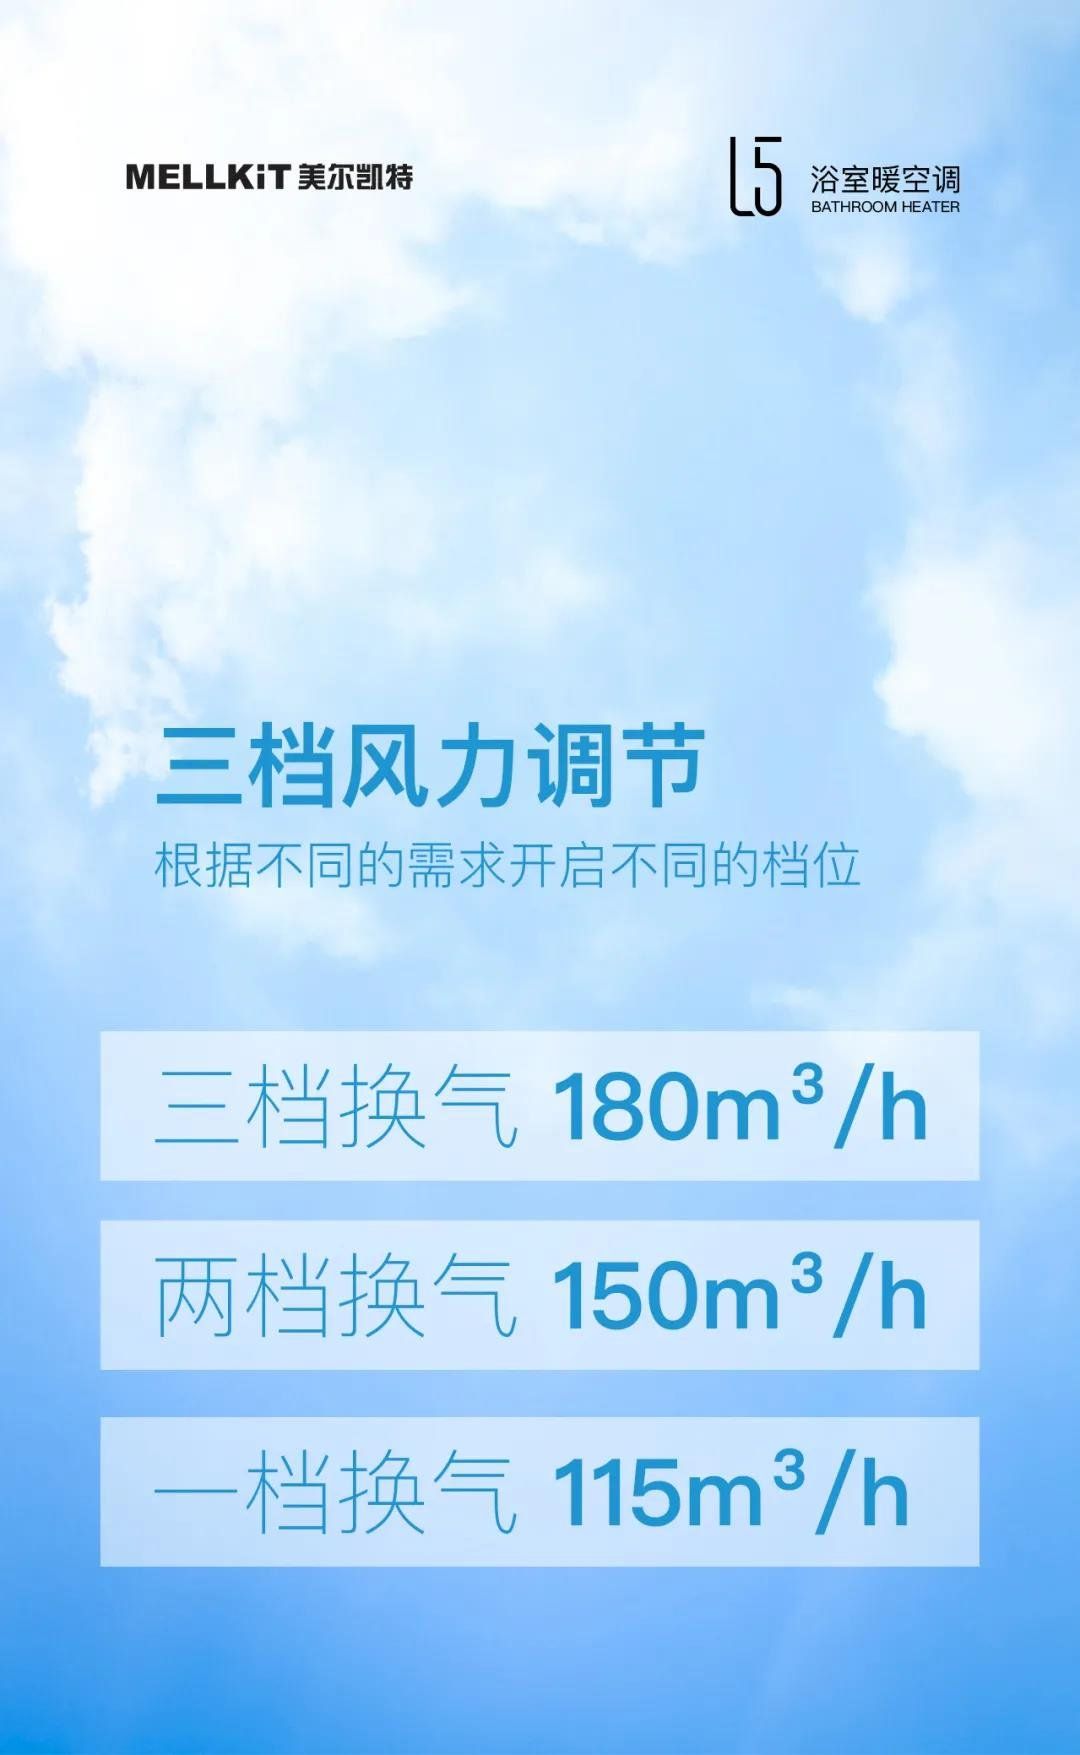 MELLKiT 美尔凯特
L5 浴室暖空调
BATHROOM HEATER
三档风力调节
根据不同的需求开启不同的档位
三档换气 180m³/h
两档换气 150m³/h
一档换气 115m³/h